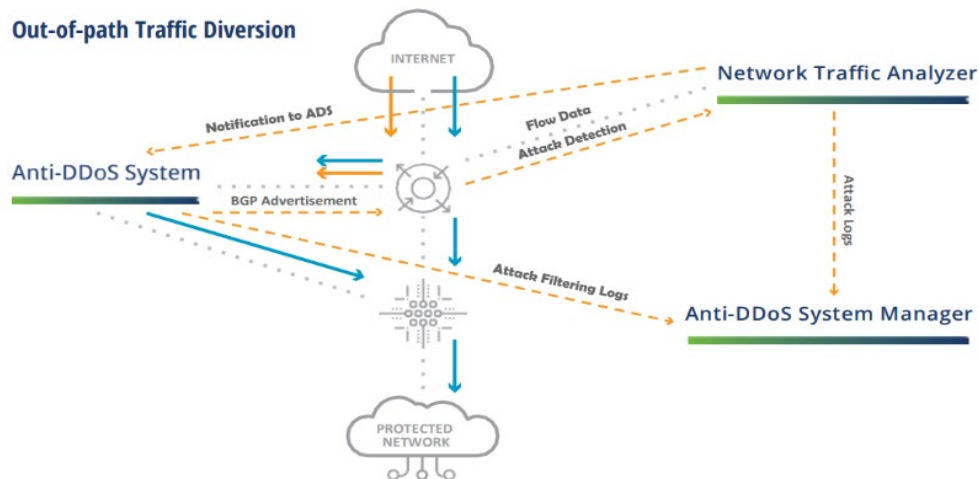 Out-of-path Traffic Diversion
INTERNET
Network Traffic Analyzer
Notification to ADS
Flow Data
Attack Detection
Anti-DDoS System
BGP Advertisement
Attack Logs
Attack Filtering Logs
Anti-DDoS System Manager
PROTECTED
NETWORK